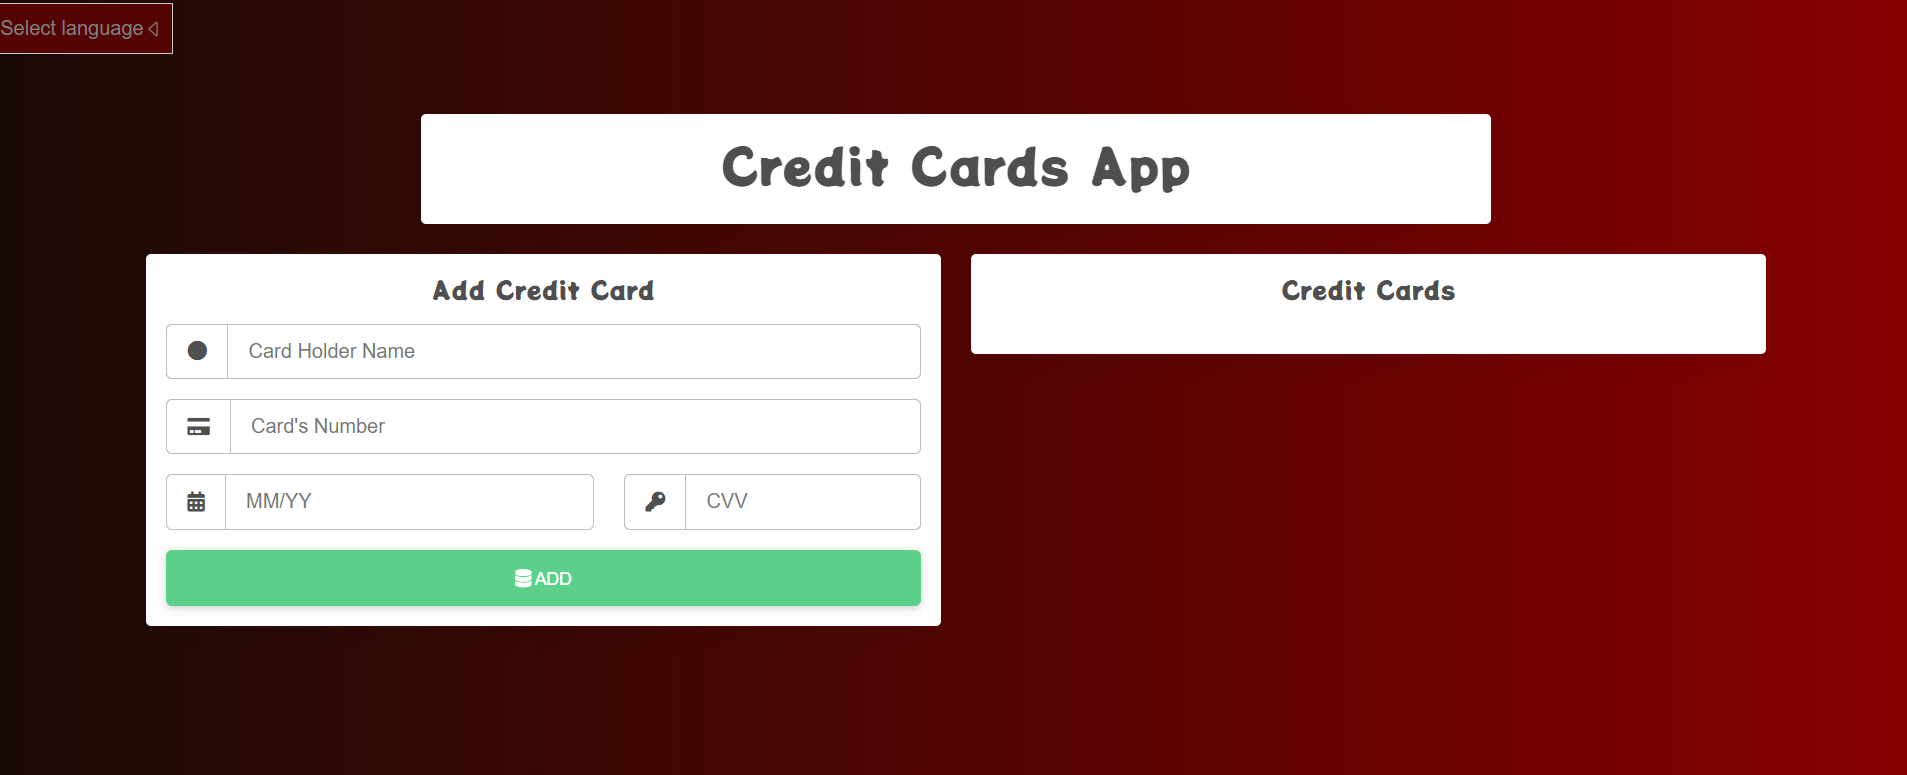 Select language
Credit Cards App
Add Credit Card
Card Holder Name
Card's Number
MM/YY
CVV
ADD
Credit Cards